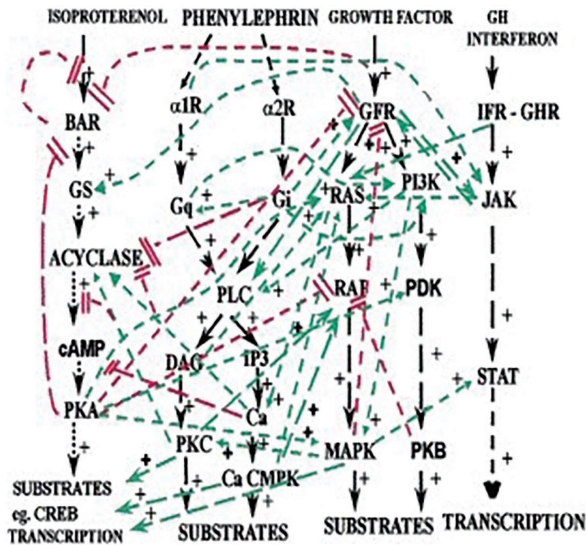 ISOPROTERENOL PHENYLEPHRIN GROWTH FACTOR GH
INTERFERON
BAR α1R α2R GFR IFR - GHR
GS Gq Gi RAS PI3K JAK
ACYCLASE PLC RAF PDK
cAMP DAG IP3 STAT
PKA Ca
PKC MAPK PKB
Ca CMPK
SUBSTRATES
eg. CREB
TRANSCRIPTION SUBSTRATES SUBSTRATES TRANSCRIPTION